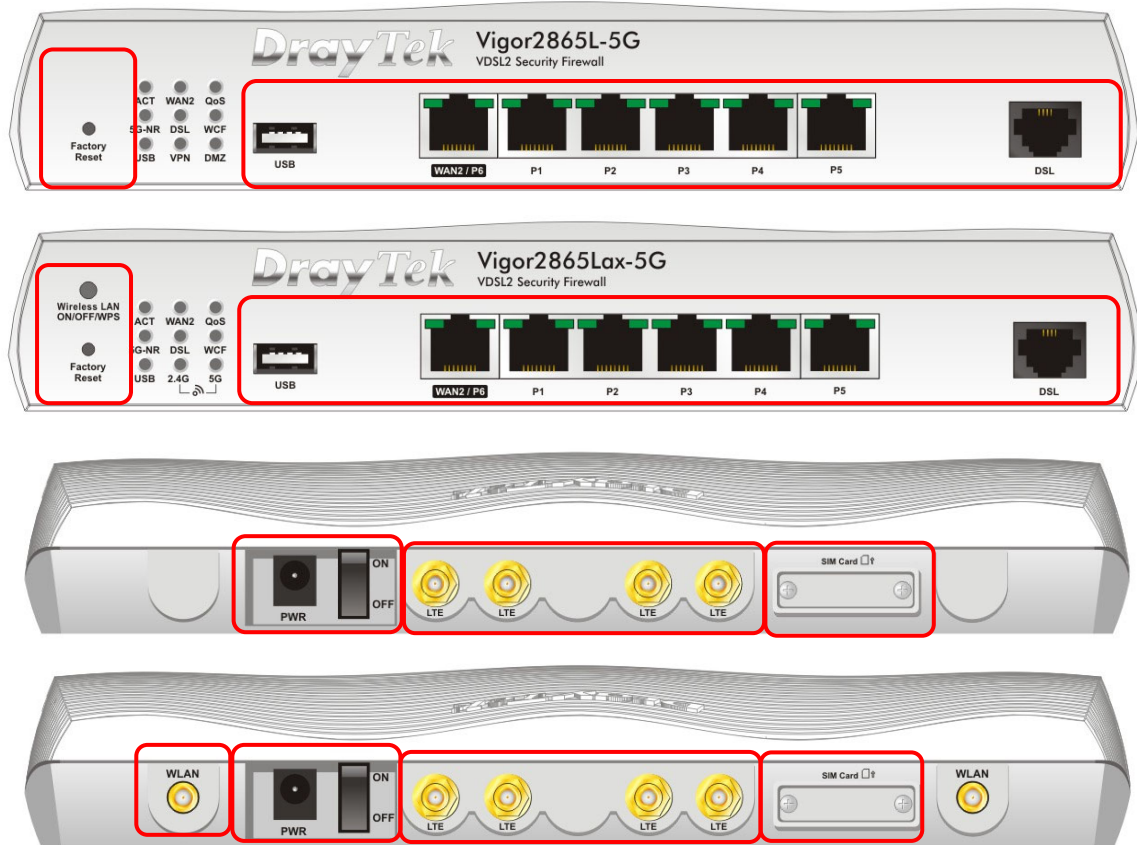 DrayTek Vigor2865L-5G
VDSL2 Security Firewall
ACT WAN2 QoS
5G-NR DSL WCF
USB VPN DMZ
Factory
Reset
USB
WAN2 / P6 P1 P2 P3 P4 P5 DSL
DrayTek Vigor2865Lax-5G
VDSL2 Security Firewall
Wireless LAN
ON/OFF/WPS
ACT WAN2 QoS
5G-NR DSL WCF
USB 2.4G 5G
Factory
Reset
USB
WAN2 / P6 P1 P2 P3 P4 P5 DSL
PWR ON
OFF
LTE LTE LTE LTE
SIM Card
WLAN
PWR ON
OFF
LTE LTE LTE LTE
SIM Card
WLAN